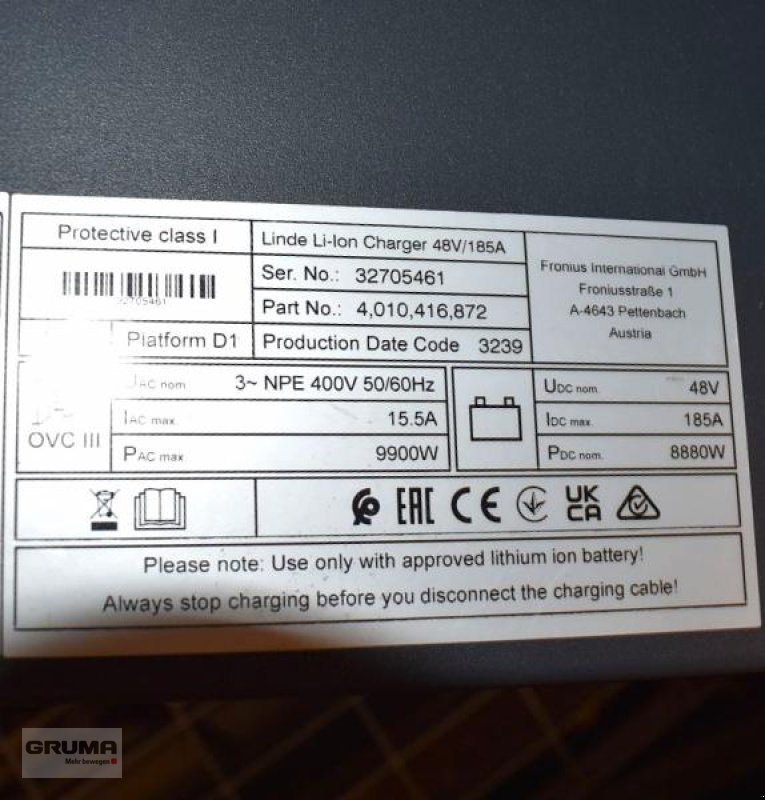 Protective class I
Linde Li-Ion Charger 48V/185A
Ser. No.: 32705461
32705461
Part No.: 4,010,416,872
Platform D1
Production Date Code 3239
Fronius International GmbH
Froniusstraße 1
A-4643 Pettenbach
Austria
OVC III
UAC nom 3~ NPE 400V 50/60Hz
IAC max 15.5A
PAC max 9900W
UDC nom. 48V
IDC max. 185A
PDC nom. 8880W
EAC CE UK CA
Please note: Use only with approved lithium ion battery!
Always stop charging before you disconnect the charging cable!
GRUMA
Mehr bewegen